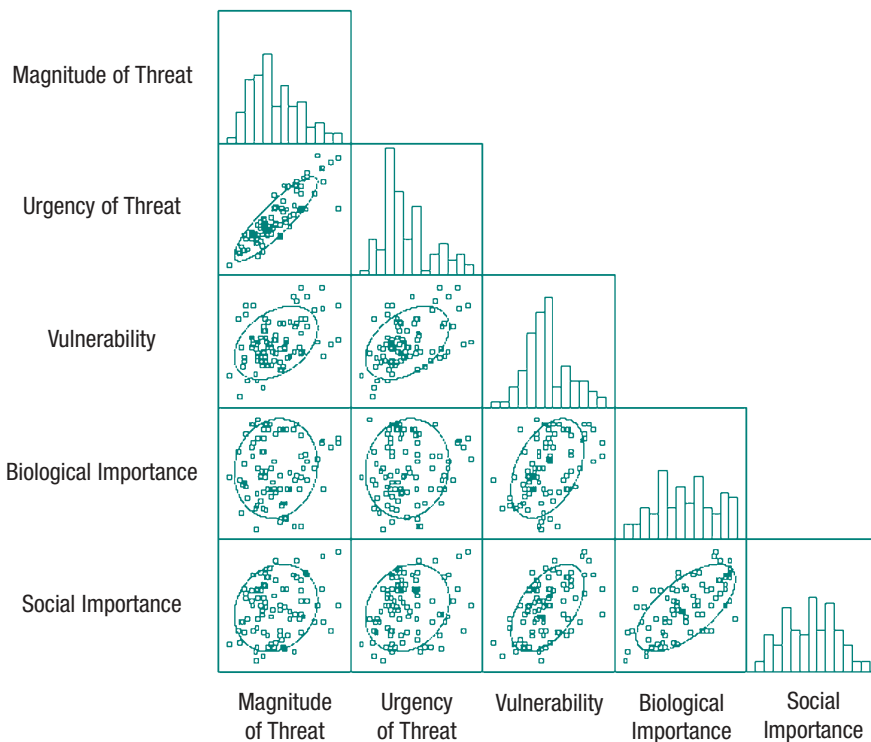 Magnitude of Threat
Urgency of Threat
Vulnerability
Biological Importance
Social Importance
Magnitude
of Threat
Urgency
of Threat
Vulnerability
Biological
Importance
Social
Importance